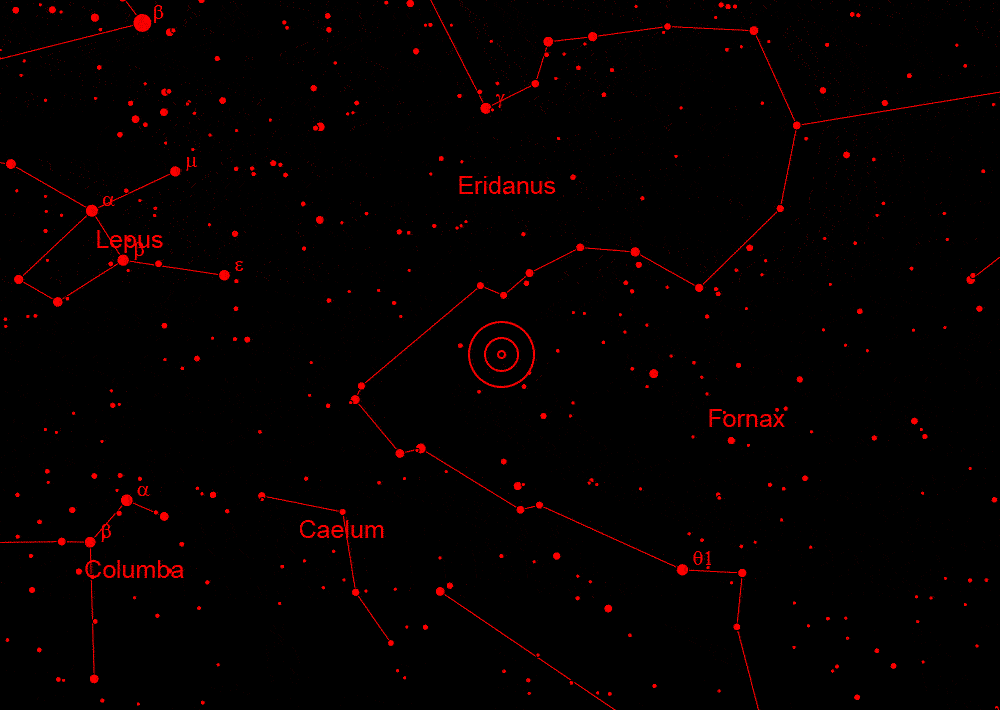 β
γ
μ
Eridanus
α
Lepus
β
ε
Fornax
α
Caelum
β
θ1
Columba